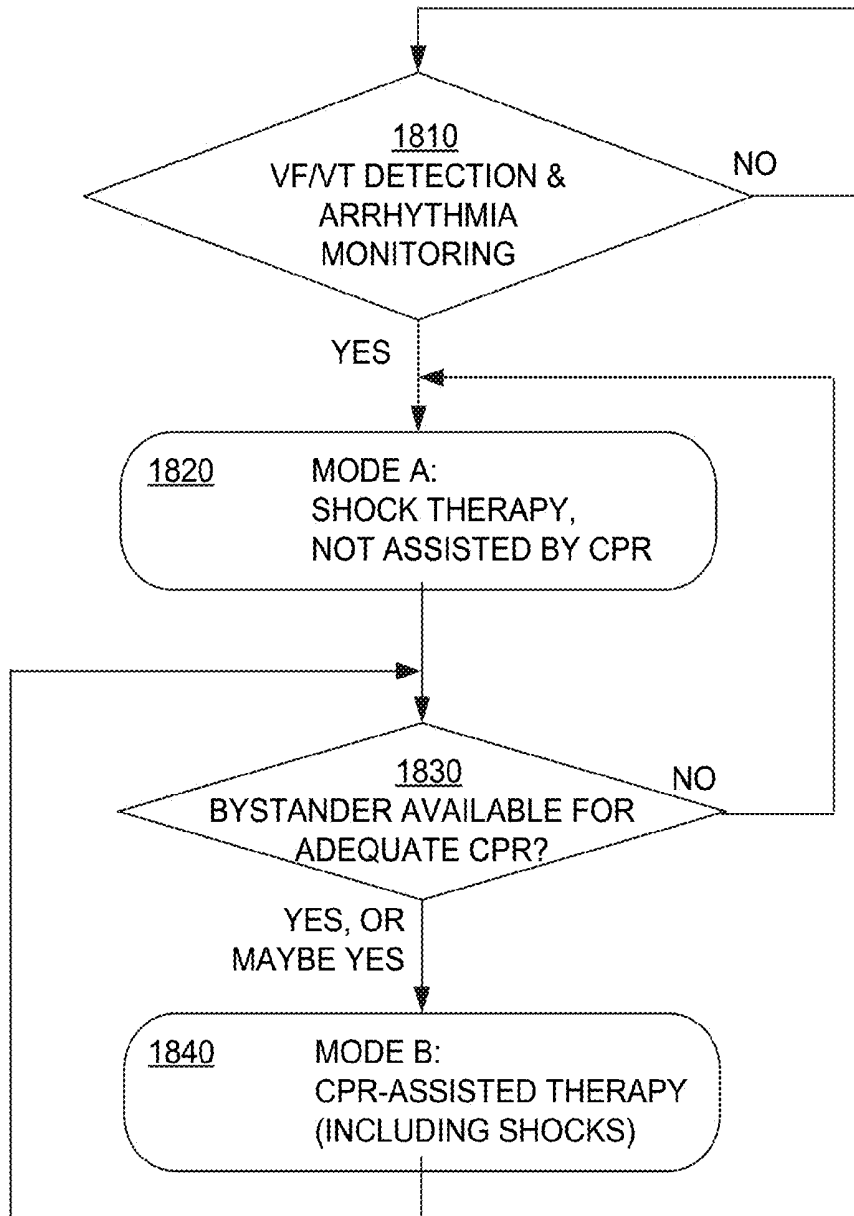 1810
VF/VT DETECTION &
ARRHYTHMIA
MONITORING
NO
YES
1820
MODE A:
SHOCK THERAPY,
NOT ASSISTED BY CPR
1830
BYSTANDER AVAILABLE FOR
ADEQUATE CPR?
NO
YES, OR
MAYBE YES
1840
MODE B:
CPR-ASSISTED THERAPY
(INCLUDING SHOCKS)